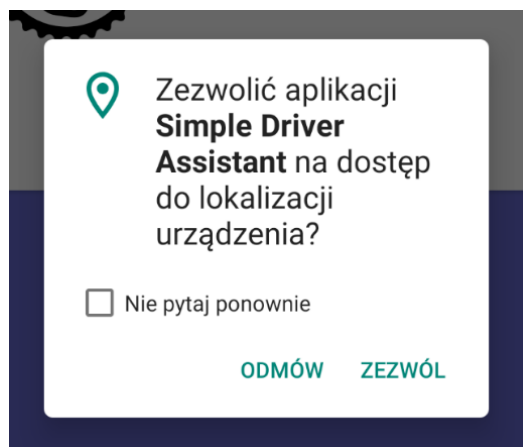 Zezwolić aplikacji
Simple Driver
Assistant na dostęp
do lokalizacji
urządzenia?
Nie pytaj ponownie
ODMÓW ZEZWÓL